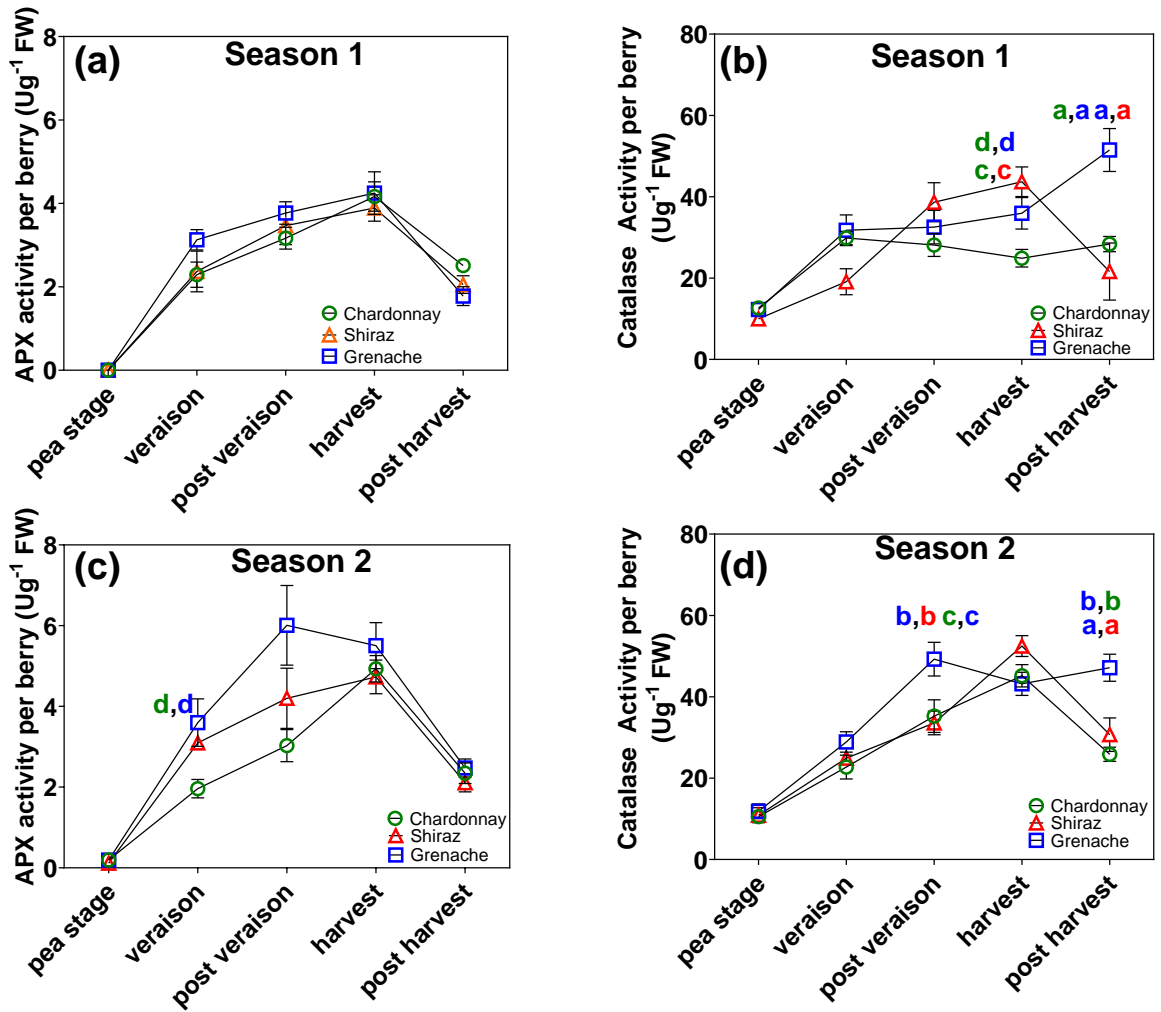 (a)
Season 1
APX activity per berry (Ug⁻¹ FW)
8
6
4
2
0
Chardonnay
Shiraz
Grenache
pea stage
veraison
post veraison
harvest
post harvest
(b)
Season 1
Catalase Activity per berry
(Ug⁻¹ FW)
80
60
40
20
0
a,a a,a
d,d
c,c
Chardonnay
Shiraz
Grenache
pea stage
veraison
post veraison
harvest
post harvest
(c)
Season 2
APX activity per berry (Ug⁻¹ FW)
8
6
4
2
0
d,d
Chardonnay
Shiraz
Grenache
pea stage
veraison
post veraison
harvest
post harvest
(d)
Season 2
Catalase Activity per berry
(Ug⁻¹ FW)
80
60
40
20
0
b,b c,c
b,b
a,a
Chardonnay
Shiraz
Grenache
pea stage
veraison
post veraison
harvest
post harvest